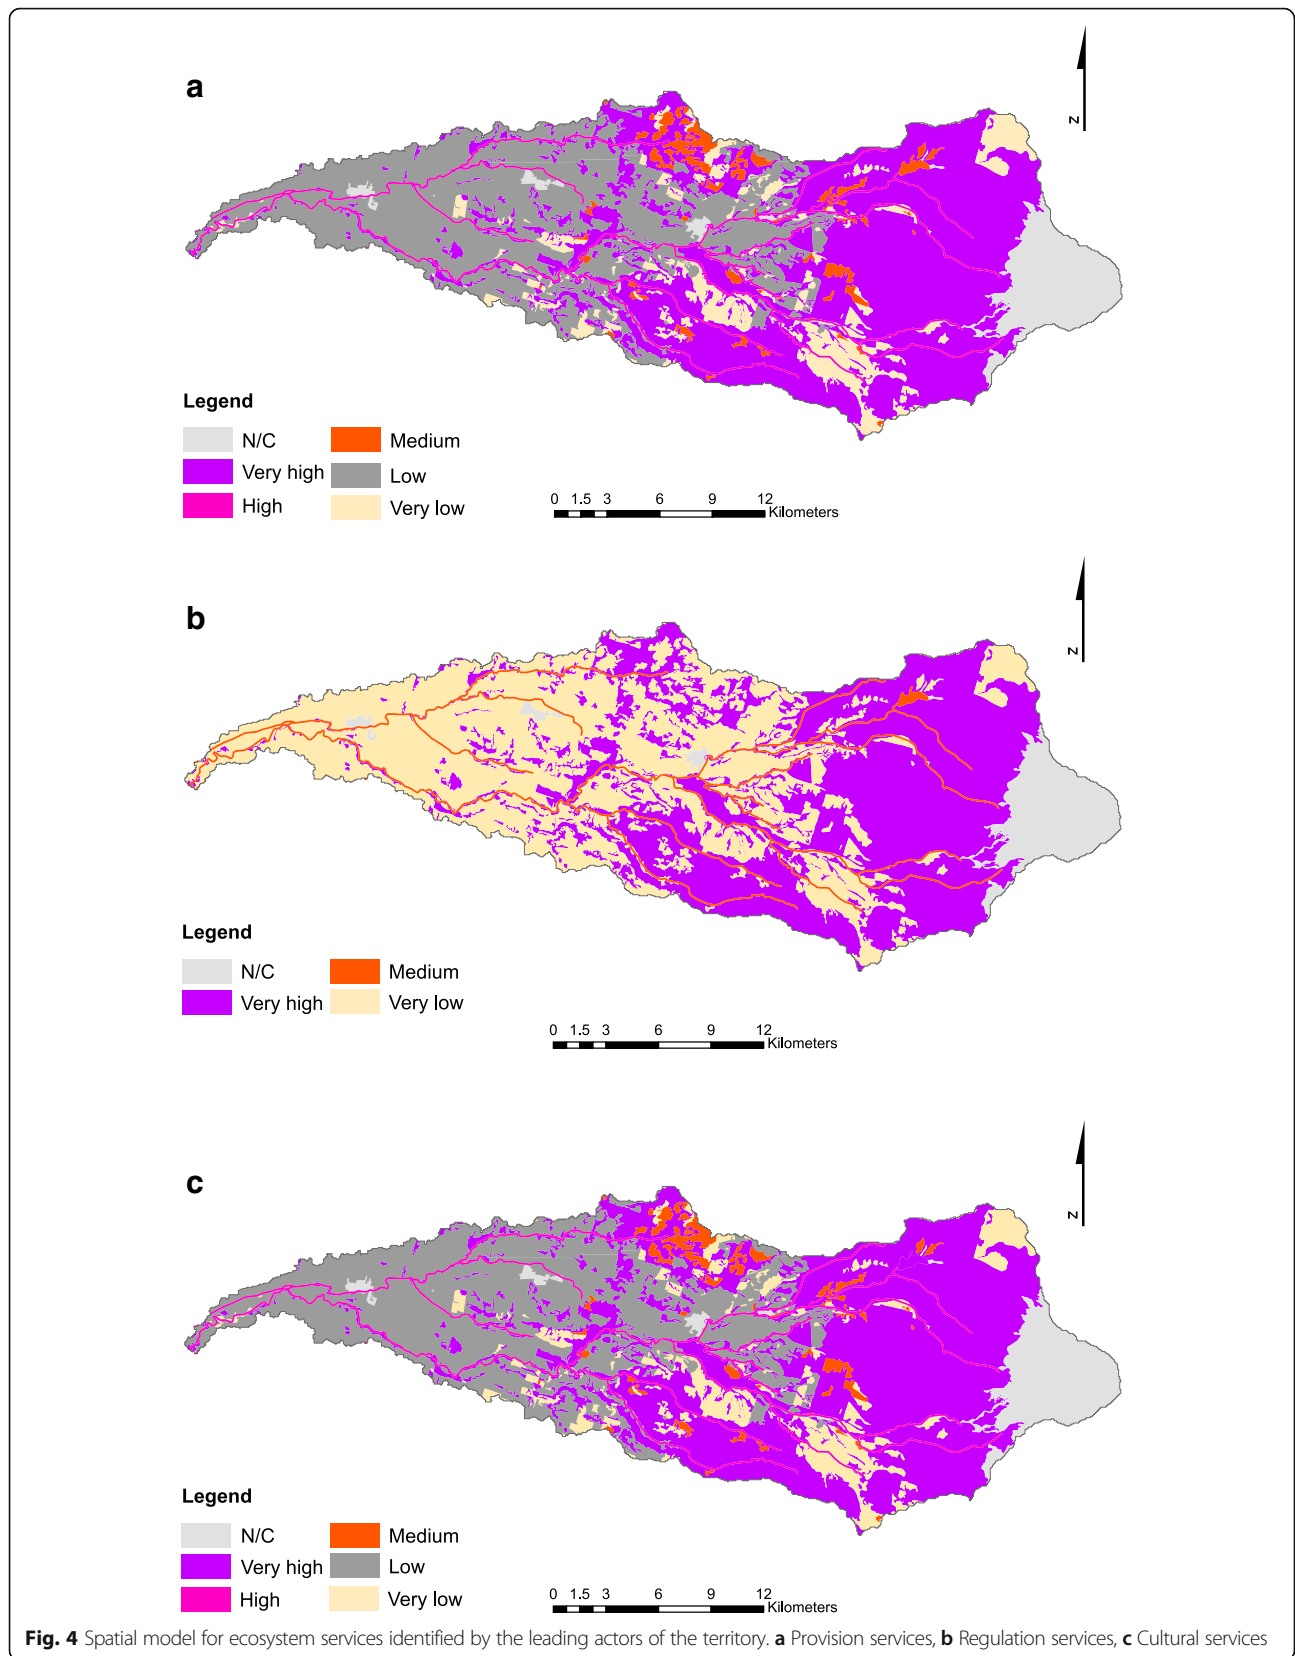 a
N
Legend
N/C
Medium
Very high
Low
High
Very low
0 1.5 3 6 9 12
Kilometers
b
N
Legend
N/C
Medium
Very high
Very low
0 1.5 3 6 9 12
Kilometers
c
N
Legend
N/C
Medium
Very high
Low
High
Very low
0 1.5 3 6 9 12
Kilometers
Fig. 4 Spatial model for ecosystem services identified by the leading actors of the territory. a Provision services, b Regulation services, c Cultural services